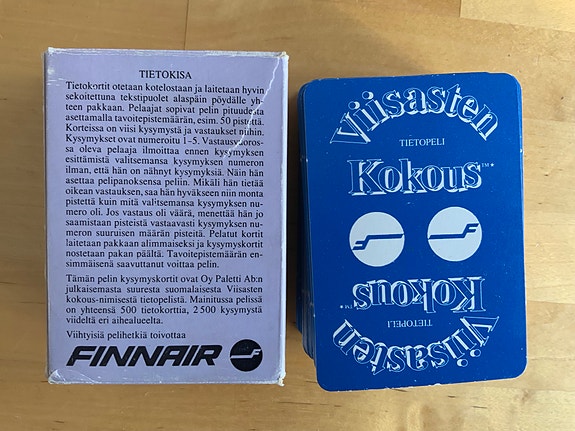 TIETOKISA
Tietokortit otetaan kotelostaan ja laitetaan hyvin
sekoitettuna tekstipuolet alaspäin pöydälle yh-
teen pakkaan. Pelaajat sopivat pelin pituudesta
asettamalla tavoitepistemäärän, esim. 50 pistettä.
Korteissa on viisi kysymystä ja vastaukset niihin.
Kysymykset ovat numeroitu 1–5. Vastausvuoros-
sa oleva pelaaja ilmoittaa ennen kysymyksen
esittämistä valitsemansa kysymyksen numeron
ilman, että hän on nähnyt kysymyksiä. Näin hän
asettaa pelipanoksensa peliin. Mikäli hän tietää
oikean vastauksen, saa hän hyväkseen niin monta
pistettä kuin mitä valitsemansa kysymyksen nu-
mero oli. Jos vastaus oli väärä, menettää hän jo
saamistaan pisteistä vastaavasti kysymyksen nu-
meron suuruisen määrän pisteitä. Pelatut kortit
laitetaan pakkaan alimmaiseksi ja kysymyskortit
nostetaan pakan päältä. Tavoitepistemäärän en-
simmäisenä saavuttanut voittaa pelin.
Tämän pelin kysymyskortit ovat Oy Paletti Ab:n
julkaisemasta suuresta suomalaisesta Viisasten
kokous-nimisestä tietopelistä. Mainitussa pelissä
on yhteensä 500 tietokorttia, 2 500 kysymystä
viideltä eri aihealueelta.
Viihtyisiä pelihetkiä toivottaa
FINNAIR
Viisasten
TIETOPELI
Kokous™*
Kokous™*
TIETOPELI
Viisasten